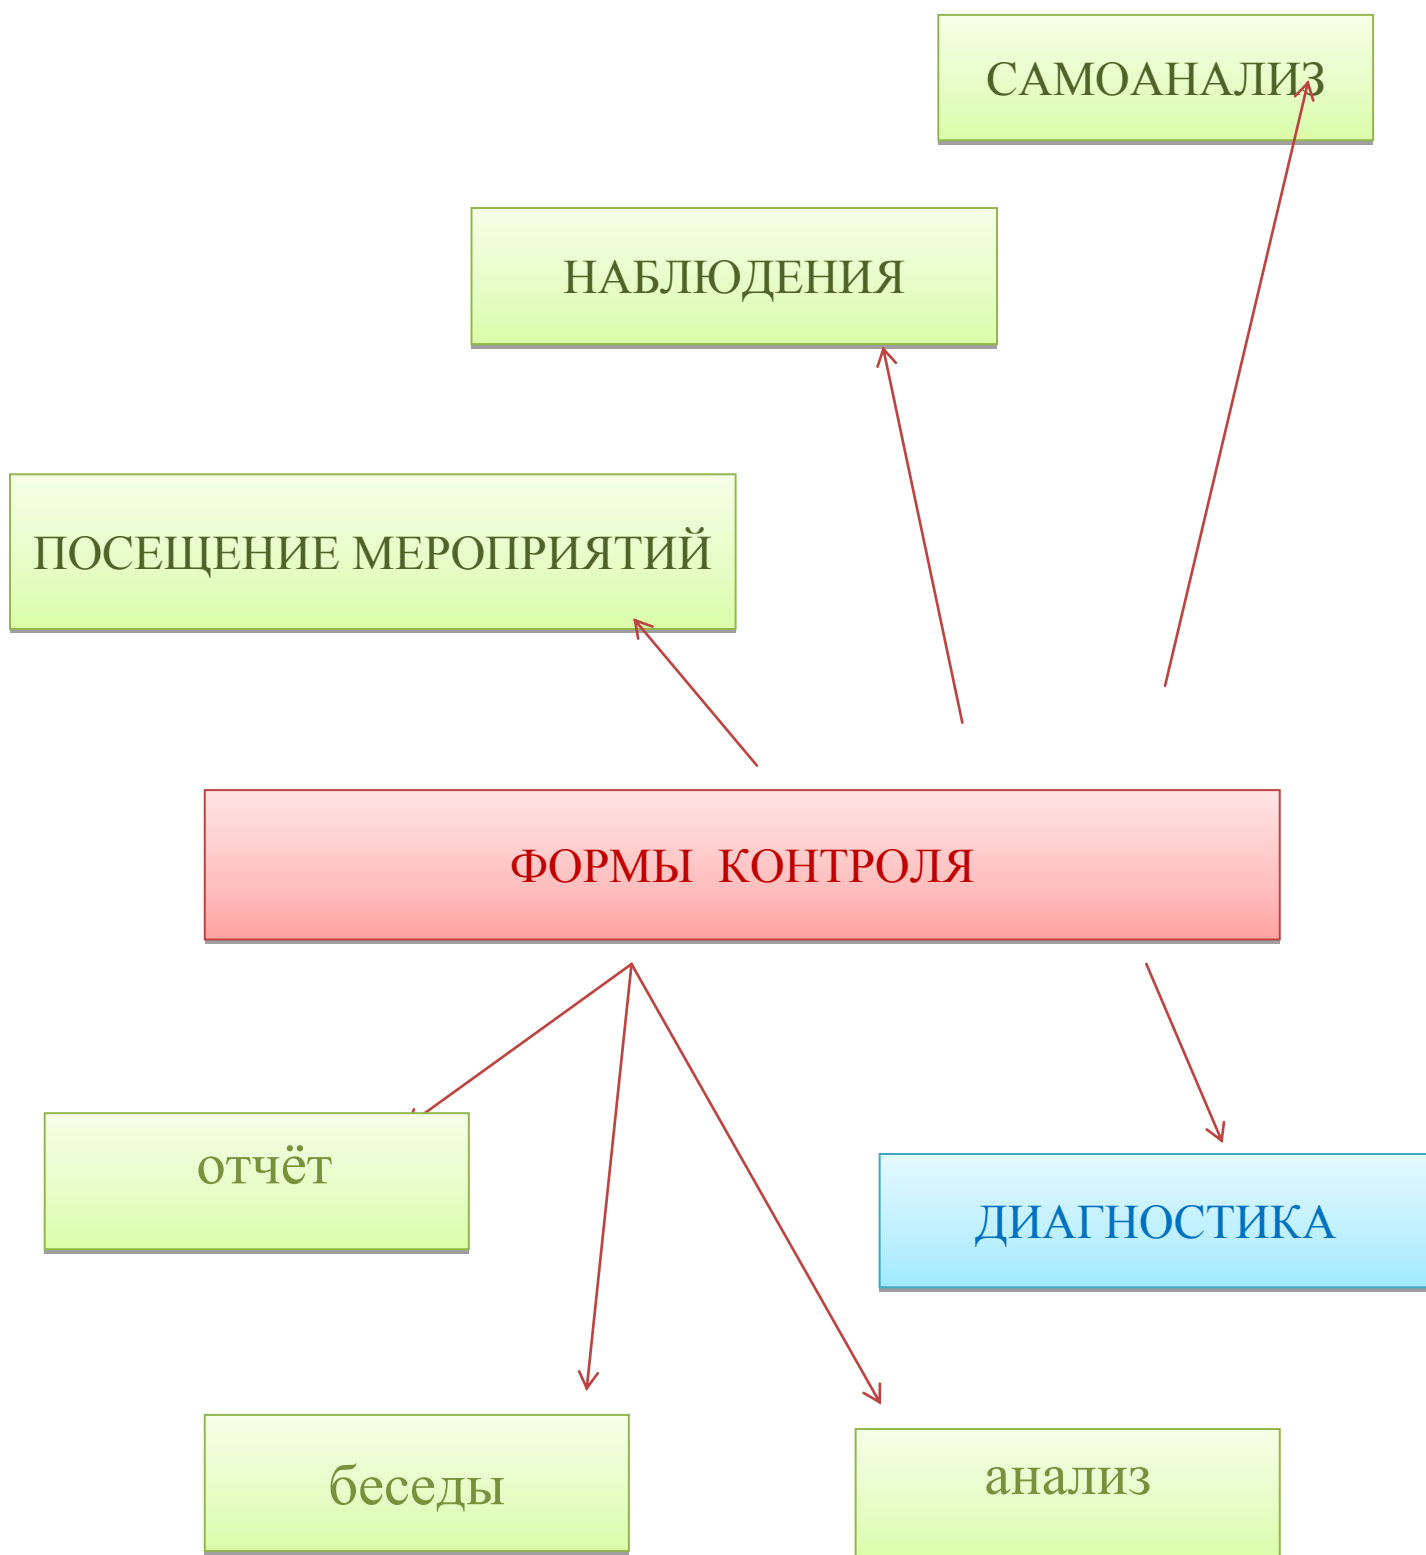 САМОАНАЛИЗ
НАБЛЮДЕНИЯ
ПОСЕЩЕНИЕ МЕРОПРИЯТИЙ
ФОРМЫ КОНТРОЛЯ
отчёт
ДИАГНОСТИКА
беседы
анализ